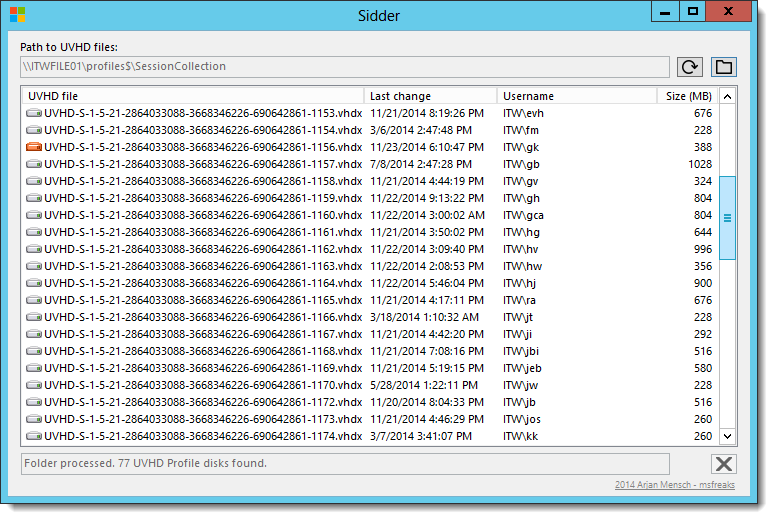 Sidder
Path to UVHD files:
\\ITWFILE01\profiles$\SessionCollection
UVHD file Last change Username Size (MB)
UVHD-S-1-5-21-2864033088-3668346226-690642861-1153.vhdx 11/21/2014 8:19:26 PM ITW\evh 676
UVHD-S-1-5-21-2864033088-3668346226-690642861-1154.vhdx 3/6/2014 2:47:48 PM ITW\fm 228
UVHD-S-1-5-21-2864033088-3668346226-690642861-1156.vhdx 11/23/2014 6:10:47 PM ITW\gk 388
UVHD-S-1-5-21-2864033088-3668346226-690642861-1157.vhdx 7/8/2014 2:47:28 PM ITW\gb 1028
UVHD-S-1-5-21-2864033088-3668346226-690642861-1158.vhdx 11/21/2014 4:44:19 PM ITW\gv 324
UVHD-S-1-5-21-2864033088-3668346226-690642861-1159.vhdx 11/22/2014 9:13:22 PM ITW\gh 804
UVHD-S-1-5-21-2864033088-3668346226-690642861-1160.vhdx 11/22/2014 3:00:02 AM ITW\gca 804
UVHD-S-1-5-21-2864033088-3668346226-690642861-1161.vhdx 11/21/2014 3:50:02 PM ITW\hg 644
UVHD-S-1-5-21-2864033088-3668346226-690642861-1162.vhdx 11/22/2014 3:09:40 PM ITW\hv 996
UVHD-S-1-5-21-2864033088-3668346226-690642861-1163.vhdx 11/22/2014 2:08:53 PM ITW\hw 356
UVHD-S-1-5-21-2864033088-3668346226-690642861-1164.vhdx 11/22/2014 5:46:04 PM ITW\hj 900
UVHD-S-1-5-21-2864033088-3668346226-690642861-1165.vhdx 11/21/2014 4:17:11 PM ITW\ra 676
UVHD-S-1-5-21-2864033088-3668346226-690642861-1166.vhdx 3/18/2014 1:10:32 AM ITW\jt 228
UVHD-S-1-5-21-2864033088-3668346226-690642861-1167.vhdx 11/21/2014 4:42:20 PM ITW\ji 292
UVHD-S-1-5-21-2864033088-3668346226-690642861-1168.vhdx 11/21/2014 7:08:16 PM ITW\jbi 516
UVHD-S-1-5-21-2864033088-3668346226-690642861-1169.vhdx 11/21/2014 5:19:15 PM ITW\jeb 580
UVHD-S-1-5-21-2864033088-3668346226-690642861-1170.vhdx 5/28/2014 1:22:11 PM ITW\jw 228
UVHD-S-1-5-21-2864033088-3668346226-690642861-1172.vhdx 11/20/2014 8:04:33 PM ITW\jb 516
UVHD-S-1-5-21-2864033088-3668346226-690642861-1173.vhdx 11/21/2014 4:46:29 PM ITW\jos 260
UVHD-S-1-5-21-2864033088-3668346226-690642861-1174.vhdx 3/7/2014 3:41:07 PM ITW\kk 260
Folder processed. 77 UVHD Profile disks found.
2014 Arjan Mensch - msfreaks